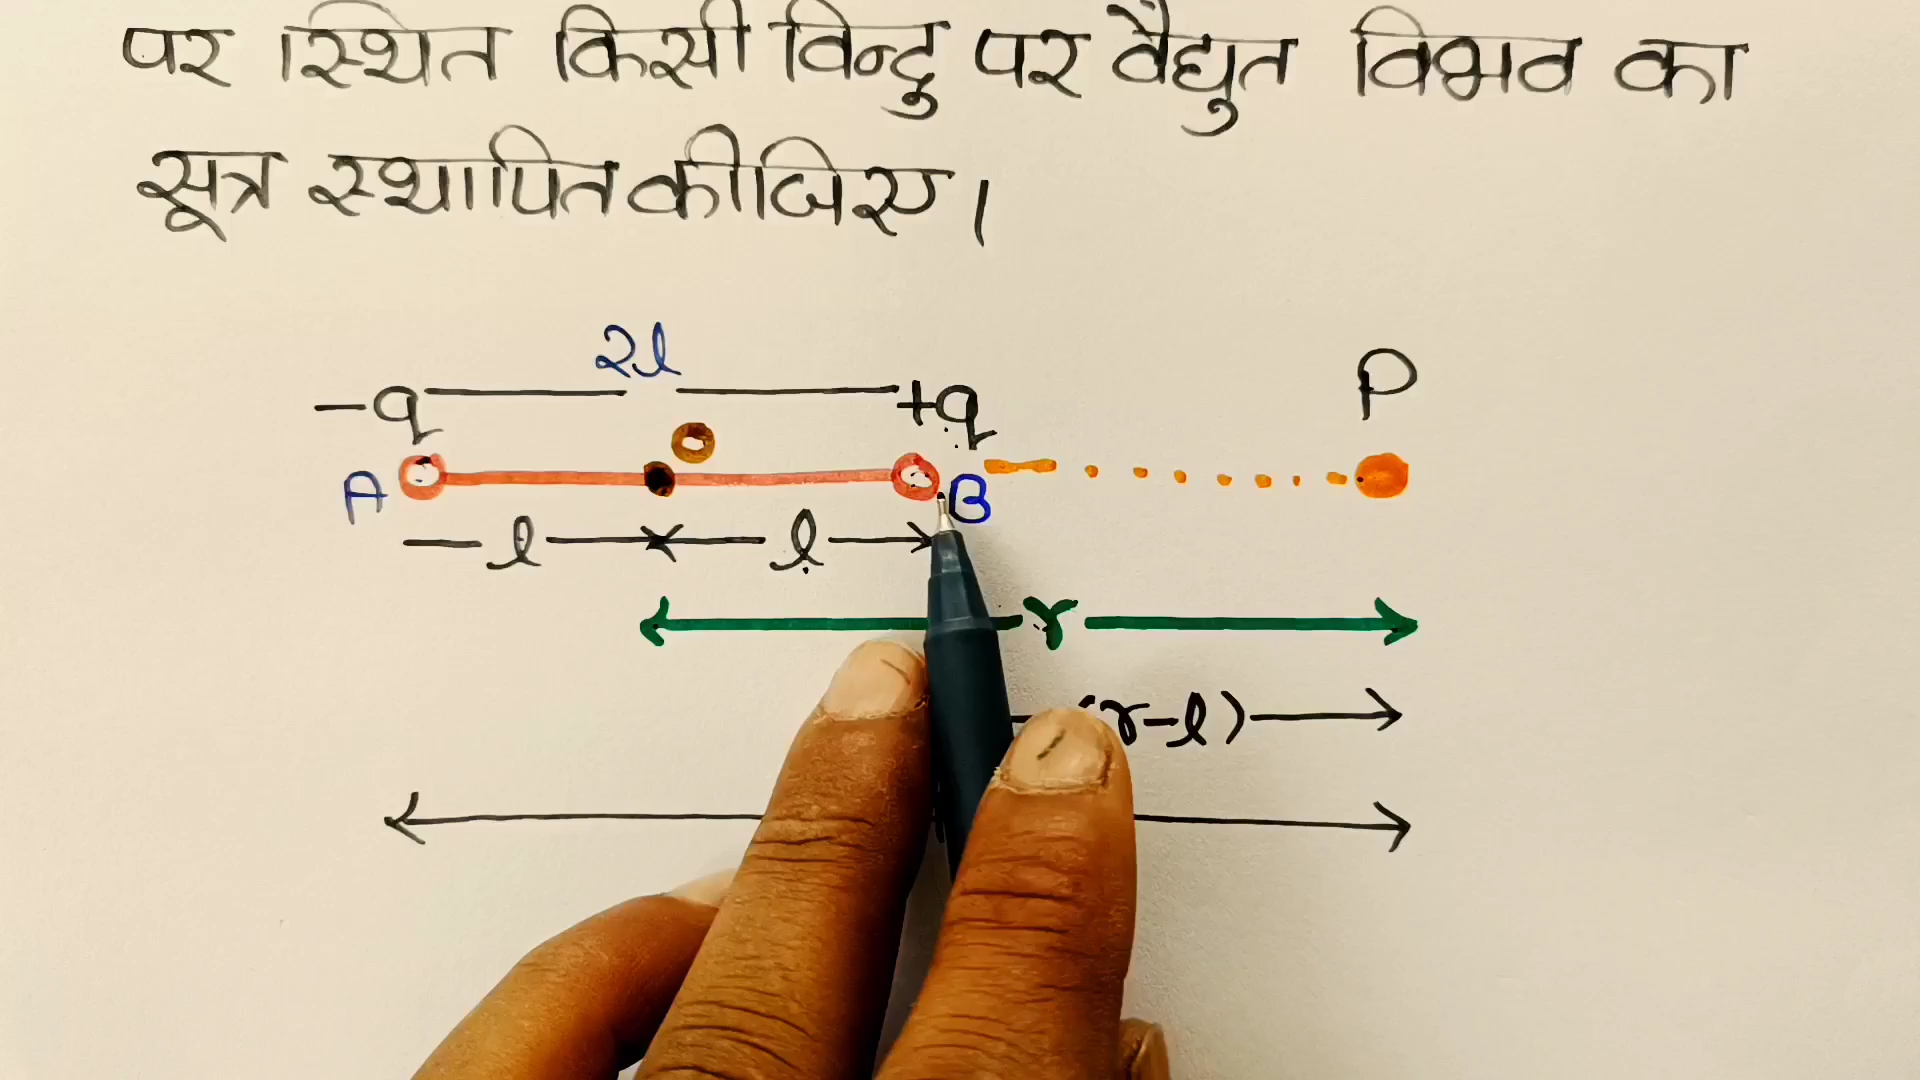 पर स्थित किसी विन्दु पर वैद्युत विभव का
सूत्र स्थापित कीजिए।
2l
P
-q
+q
O
A
B
l
l
r
(r-l)